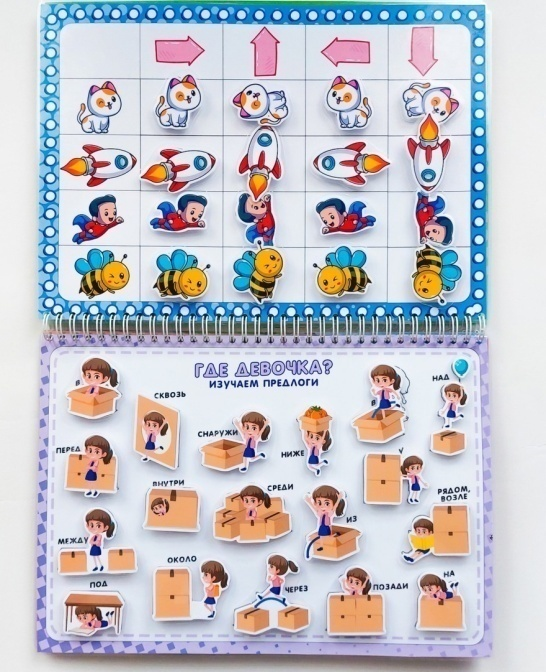 ГДЕ ДЕВОЧКА?
ИЗУЧАЕМ ПРЕДЛОГИ
В
СКВОЗЬ
СНАРУЖИ
НИЖЕ
В
НАД
ПЕРЕД
ВНУТРИ
СРЕДИ
ИЗ
У
РЯДОМ,
ВОЗЛЕ
МЕЖДУ
ПОД
ОКОЛО
ЧЕРЕЗ
ПОЗАДИ
НА